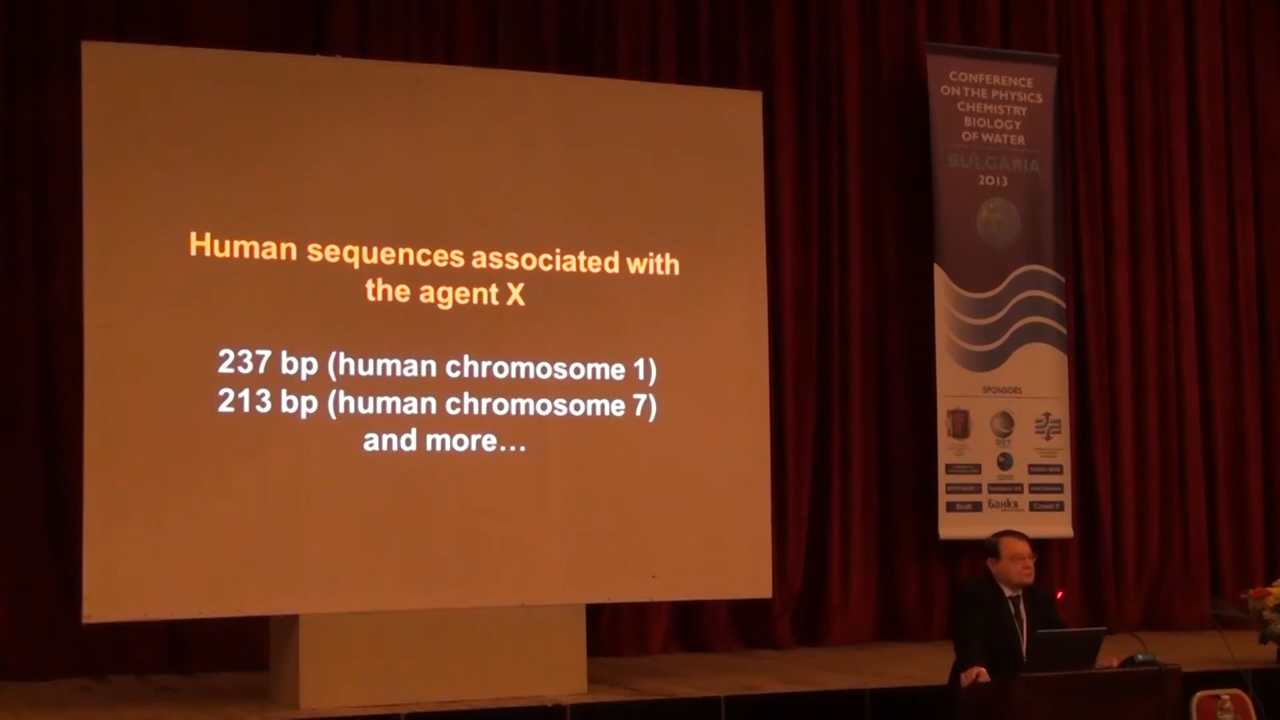 Human sequences associated with
the agent X
237 bp (human chromosome 1)
213 bp (human chromosome 7)
and more...
CONFERENCE
ON THE PHYSICS
CHEMISTRY
BIOLOGY
OF WATER
BULGARIA
2013
SPONSORS
банкя